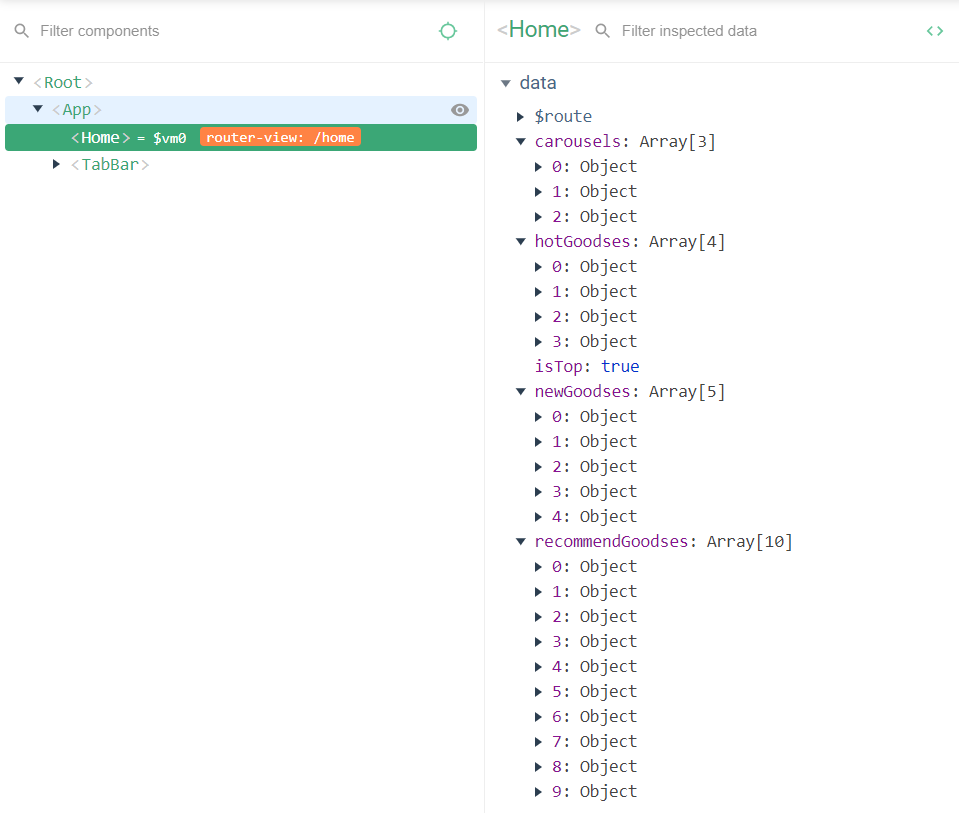 Filter components
<Root>
<App>
<Home> = $vm0 router-view: /home
<TabBar>
<Home> Filter inspected data <>
data
$route
carousels: Array[3]
0: Object
1: Object
2: Object
hotGoodses: Array[4]
0: Object
1: Object
2: Object
3: Object
isTop: true
newGoodses: Array[5]
0: Object
1: Object
2: Object
3: Object
4: Object
recommendGoodses: Array[10]
0: Object
1: Object
2: Object
3: Object
4: Object
5: Object
6: Object
7: Object
8: Object
9: Object